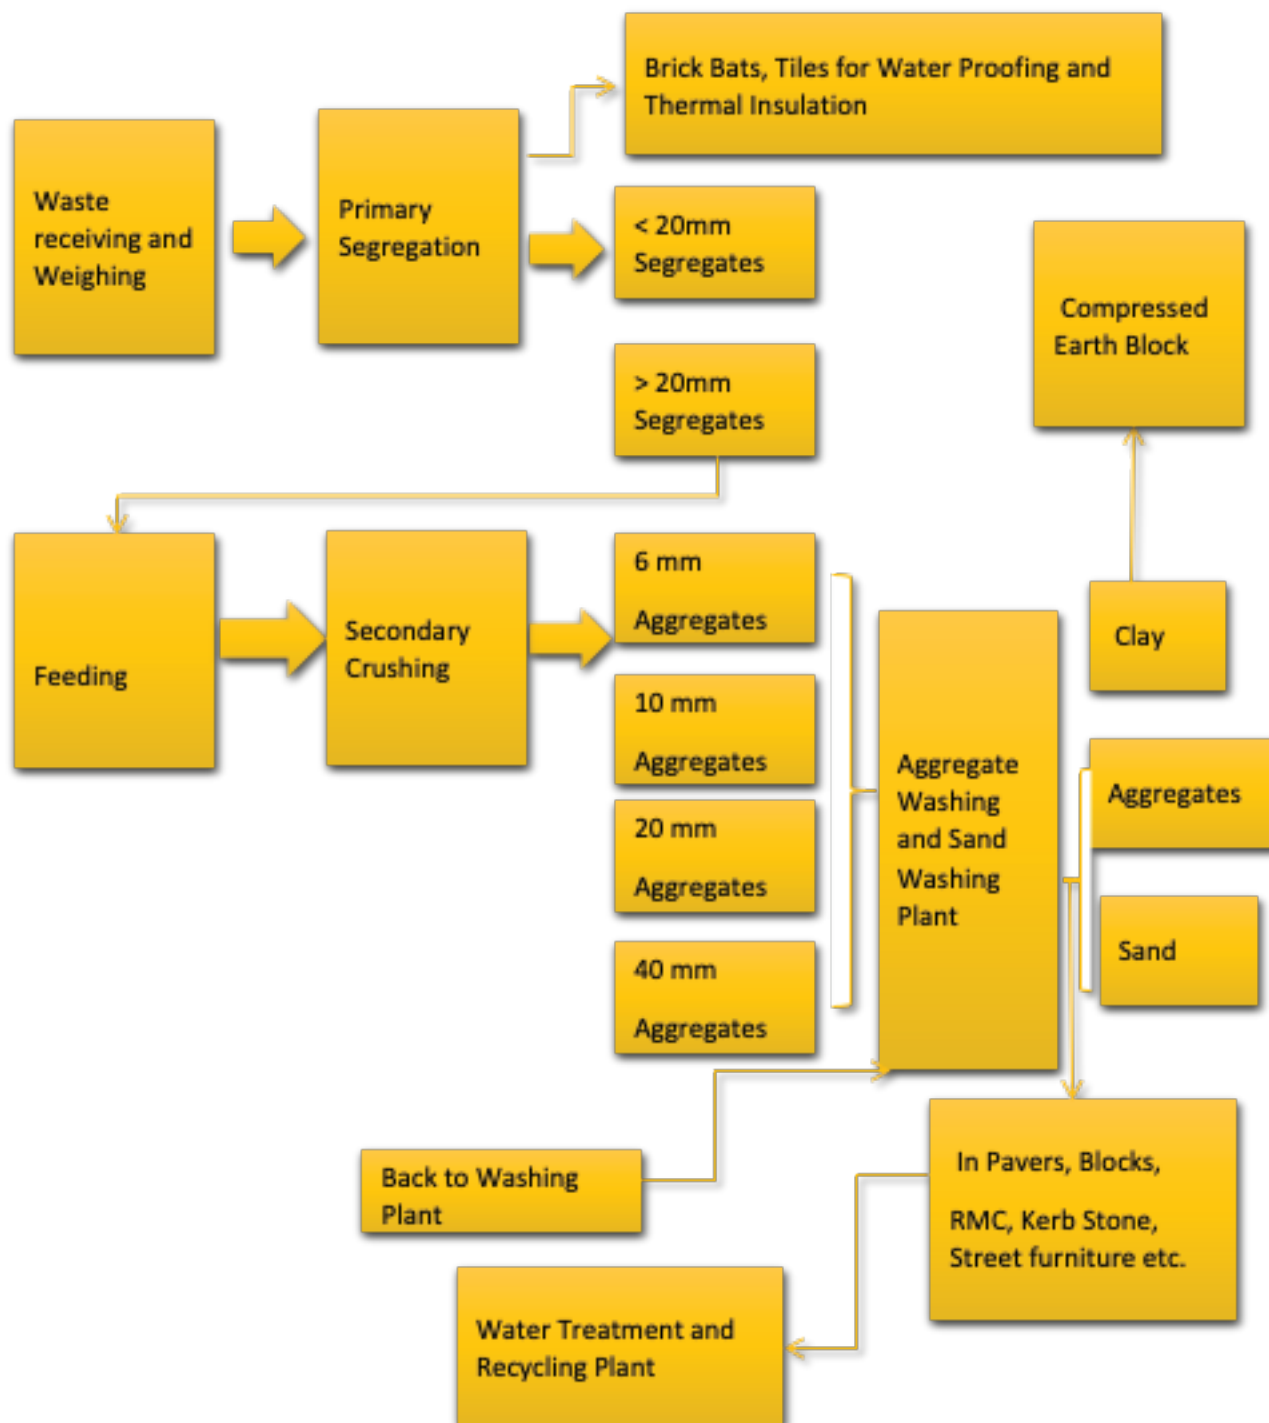 Brick Bats, Tiles for Water Proofing and
Thermal Insulation
Waste
receiving and
Weighing
Primary
Segregation
< 20mm
Segregates
> 20mm
Segregates
Compressed
Earth Block
Feeding
Secondary
Crushing
6 mm
Aggregates
10 mm
Aggregates
20 mm
Aggregates
40 mm
Aggregates
Aggregate
Washing
and Sand
Washing
Plant
Clay
Aggregates
Sand
Back to Washing
Plant
In Pavers, Blocks,
RMC, Kerb Stone,
Street furniture etc.
Water Treatment and
Recycling Plant